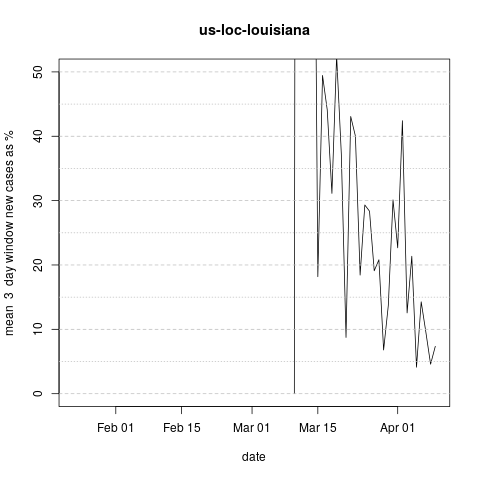 us-loc-louisiana
mean 3 day window new cases as %
50
40
30
20
10
0
Feb 01 Feb 15 Mar 01 Mar 15 Apr 01
date